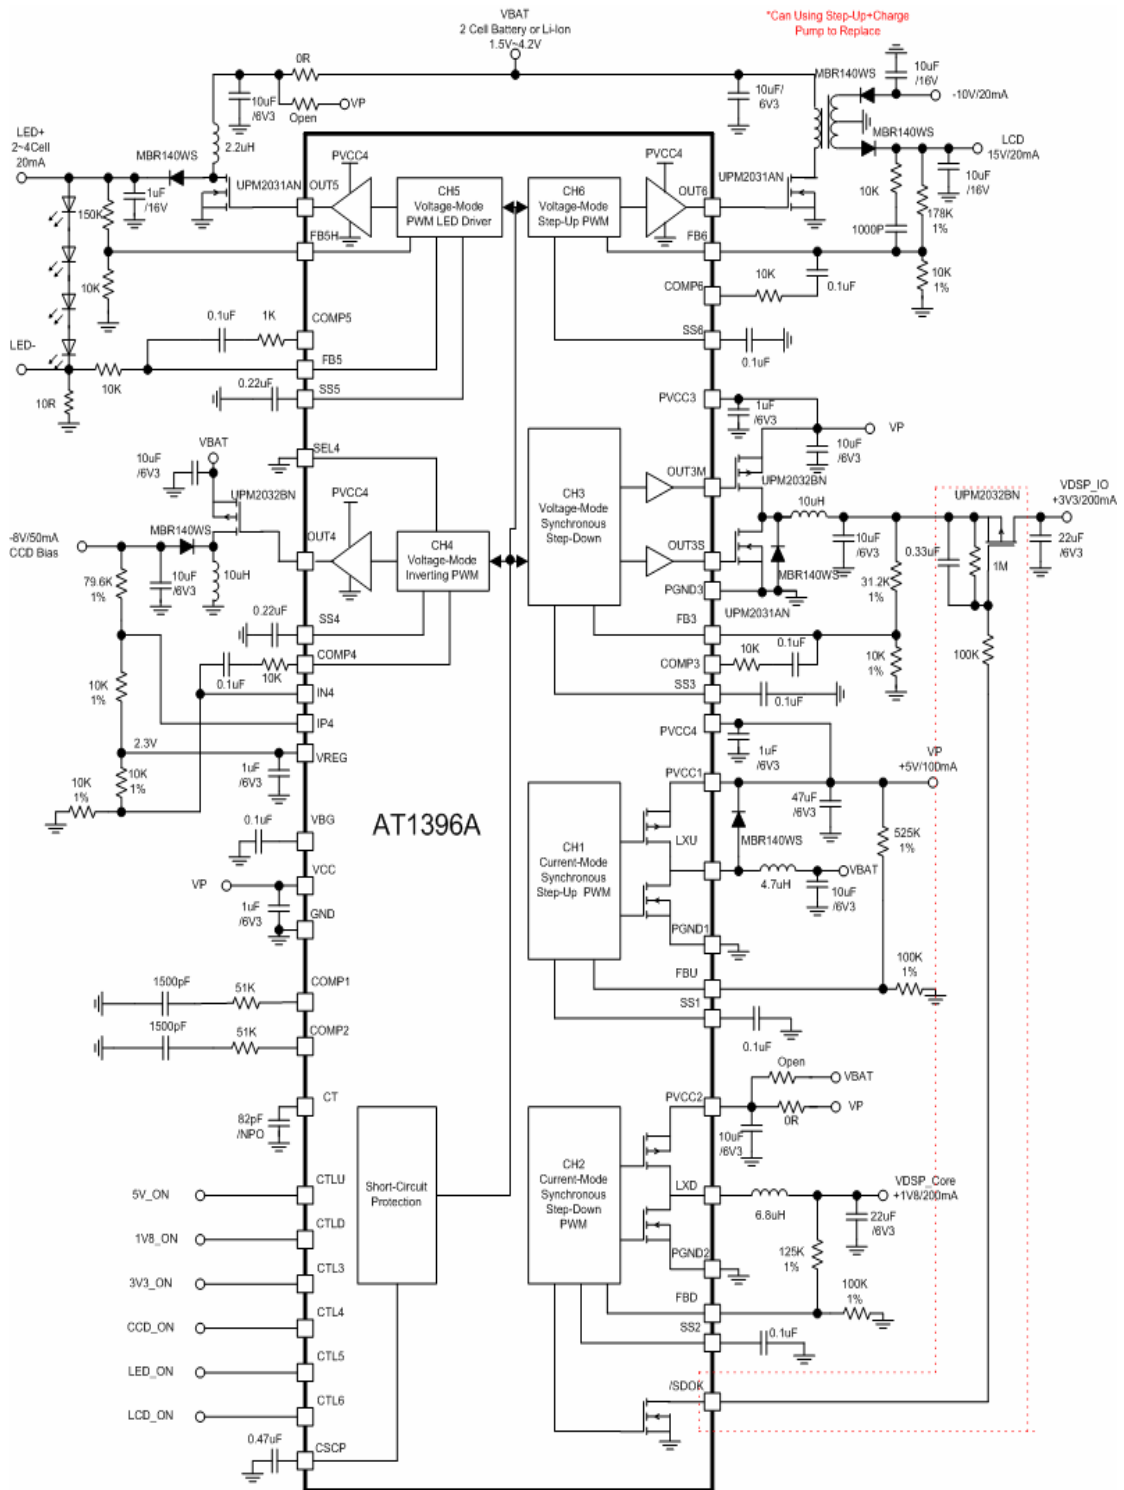 VBAT
2 Cell Battery or Li-Ion
1.5V~4.2V
*Can Using Step-Up+Charge
Pump to Replace
0R
10uF
/6V3
Open
VP
2.2uH
10uF/
6V3
MBR140WS
10uF
/16V
-10V/20mA
MBR140WS
LCD
15V/20mA
10uF
/16V
LED+
2~4Cell
20mA
MBR140WS
1uF
/16V
UPM2031AN
OUT5
PVCC4
CH5
Voltage-Mode
PWM LED Driver
CH6
Voltage-Mode
Step-Up PWM
PVCC4
OUT6
UPM2031AN
10K
178K
1%
1000P
150K
FB5H
FB6
10K
10K
0.1uF
10K
1%
COMP6
0.1uF
1K
COMP5
SS6
0.1uF
LED-
FB5
10K
10R
0.22uF
SS5
PVCC3
1uF
/6V3
VP
10uF
/6V3
VBAT
10uF
/6V3
SEL4
UPM2032BN
PVCC4
CH3
Voltage-Mode
Synchronous
Step-Down
OUT3M
UPM2032BN
10uH
UPM2032BN
VDSP_IO
+3V3/200mA
-8V/50mA
CCD Bias
MBR140WS
OUT4
CH4
Voltage-Mode
Inverting PWM
OUT3S
10uF
/6V3
0.33uF
1M
22uF
/6V3
79.6K
1%
10uF
/6V3
10uH
MBR140WS
PGND3
UPM2031AN
31.2K
1%
0.22uF
SS4
FB3
COMP4
0.1uF
10K
COMP3
10K
0.1uF
10K
1%
100K
10K
1%
IN4
SS3
0.1uF
IP4
PVCC4
2.3V
VREG
1uF
/6V3
1uF
/6V3
VP
+5V/100mA
10K
1%
10K
1%
PVCC1
47uF
/6V3
AT1396A
VBG
0.1uF
CH1
Current-Mode
Synchronous
Step-Up PWM
LXU
MBR140WS
525K
1%
VCC
VP
4.7uH
VBAT
10uF
/6V3
1uF
/6V3
GND
PGND1
FBU
100K
1%
1500pF
51K
COMP1
SS1
0.1uF
1500pF
51K
COMP2
Open
VBAT
CT
82pF
/NPO
PVCC2
VP
0R
10uF
/6V3
Short-Circuit
Protection
CH2
Current-Mode
Synchronous
Step-Down
PWM
5V_ON
CTLU
LXD
6.8uH
VDSP_Core
+1V8/200mA
22uF
/6V3
1V8_ON
CTLD
PGND2
125K
1%
3V3_ON
CTL3
FBD
100K
1%
CCD_ON
CTL4
SS2
0.1uF
LED_ON
CTL5
/SDOK
LCD_ON
CTL6
0.47uF
CSCP